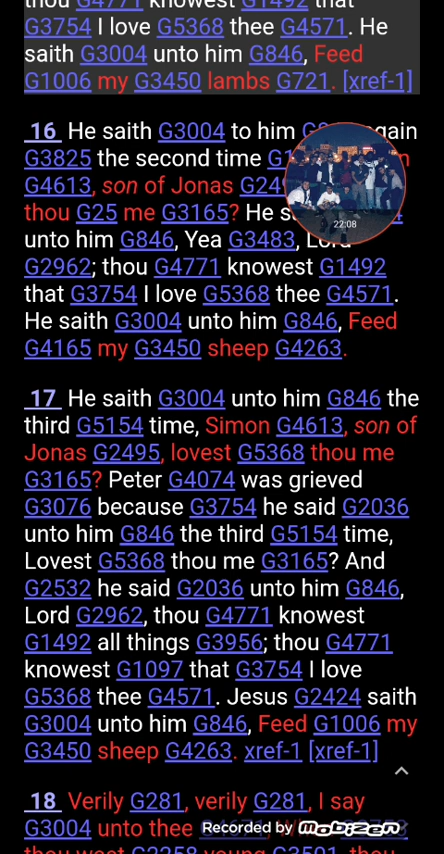 thou G4771 knowest G1492 that
G3754 I love G5368 thee G4571. He
saith G3004 unto him G846, Feed
G1006 my G3450 lambs G721. [xref-1]
16 He saith G3004 to him again
G3825 the second time
G4613, son of Jonas
thou G25 me G3165? He
unto him G846, Yea G3483, Lord
G2962; thou G4771 knowest G1492
that G3754 I love G5368 thee G4571.
He saith G3004 unto him G846, Feed
G4165 my G3450 sheep G4263.
17 He saith G3004 unto him G846 the
third G5154 time, Simon G4613, son of
Jonas G2495, lovest G5368 thou me
G3165? Peter G4074 was grieved
G3076 because G3754 he said G2036
unto him G846 the third G5154 time,
Lovest G5368 thou me G3165? And
G2532 he said G2036 unto him G846,
Lord G2962, thou G4771 knowest
G1492 all things G3956; thou G4771
knowest G1097 that G3754 I love
G5368 thee G4571. Jesus G2424 saith
G3004 unto him G846, Feed G1006 my
G3450 sheep G4263. xref-1 [xref-1]
18 Verily G281, verily G281, I say
G3004 unto thee
thou wast G2258 young G3501, thou
22:08
Recorded by Mobizen